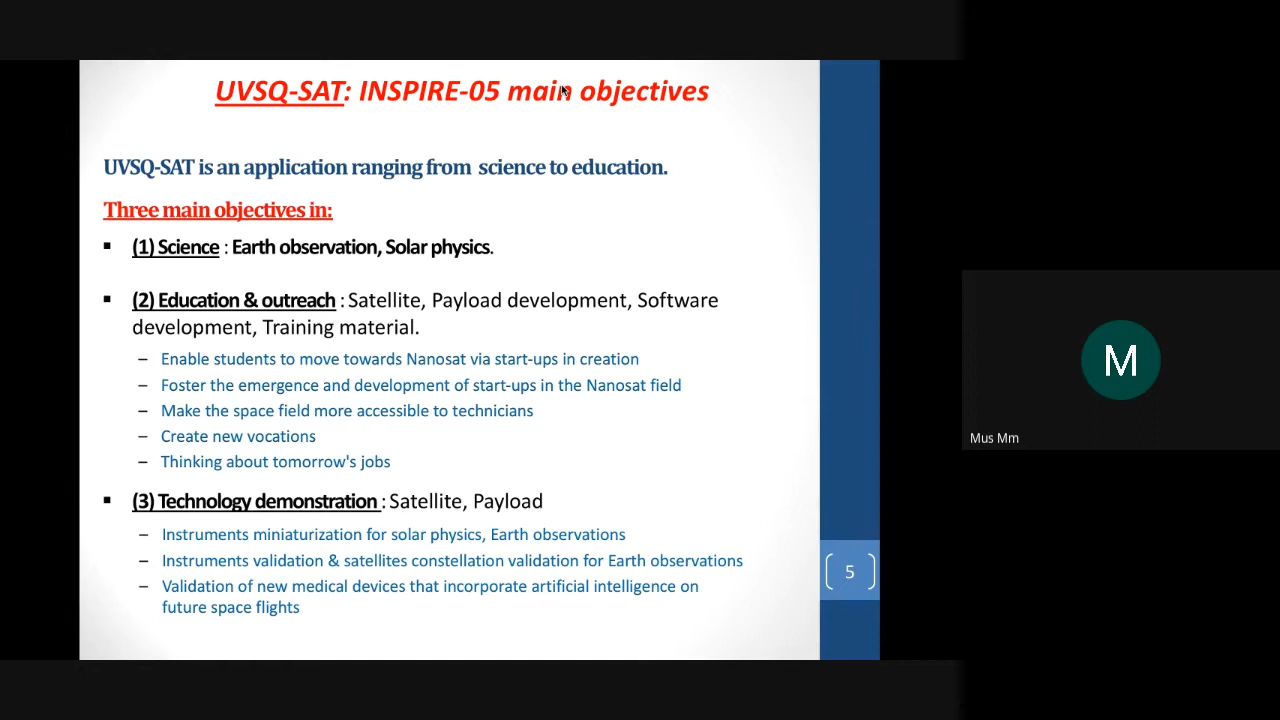 UVSQ-SAT: INSPIRE-05 main objectives
UVSQ-SAT is an application ranging from science to education.
Three main objectives in:
▪ (1) Science : Earth observation, Solar physics.
▪ (2) Education & outreach : Satellite, Payload development, Software
development, Training material.
– Enable students to move towards Nanosat via start-ups in creation
– Foster the emergence and development of start-ups in the Nanosat field
– Make the space field more accessible to technicians
– Create new vocations
– Thinking about tomorrow's jobs
▪ (3) Technology demonstration : Satellite, Payload
– Instruments miniaturization for solar physics, Earth observations
– Instruments validation & satellites constellation validation for Earth observations
– Validation of new medical devices that incorporate artificial intelligence on
future space flights
5
M
Mus Mm